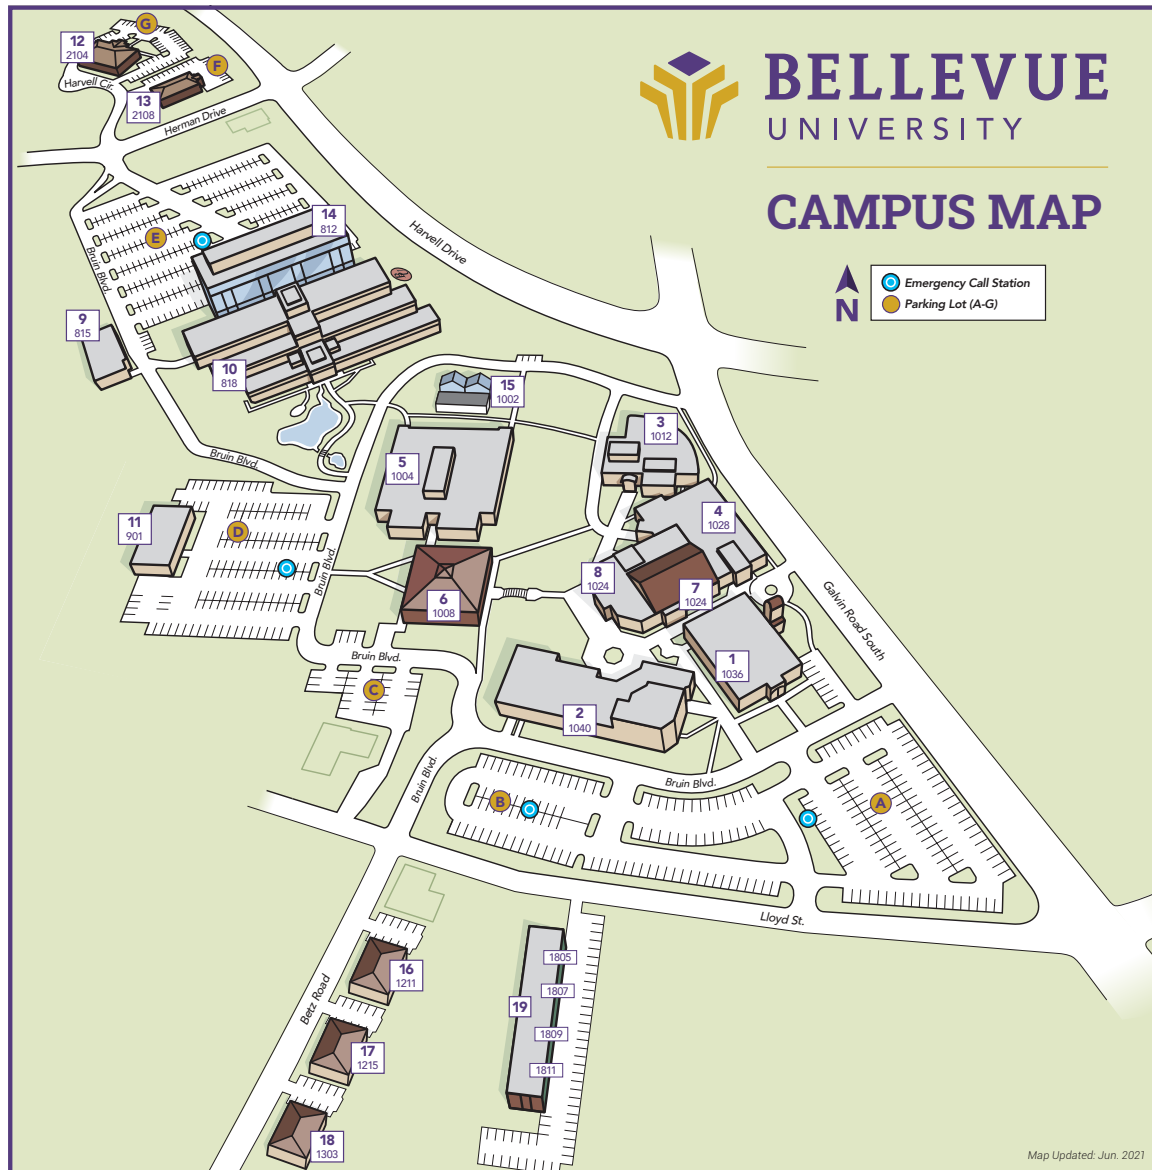 BELLEVUE
UNIVERSITY
CAMPUS MAP
N
Emergency Call Station
Parking Lot (A-G)
G
12
2104
F
Harvell Cir.
13
2108
Herman Drive
14
812
E
Harvell Drive
Bruin Blvd.
9
815
10
818
15
1002
3
1012
Bruin Blvd.
5
1004
4
1028
11
901
D
Bruin Blvd.
8
1024
7
1024
6
1008
Galvin Road South
Bruin Blvd.
1
1036
C
2
1040
Bruin Blvd.
Bruin Blvd.
B
A
Lloyd St.
16
1211
1805
Betz Road
19
1807
1809
17
1215
1811
18
1303
Map Updated: Jun. 2021